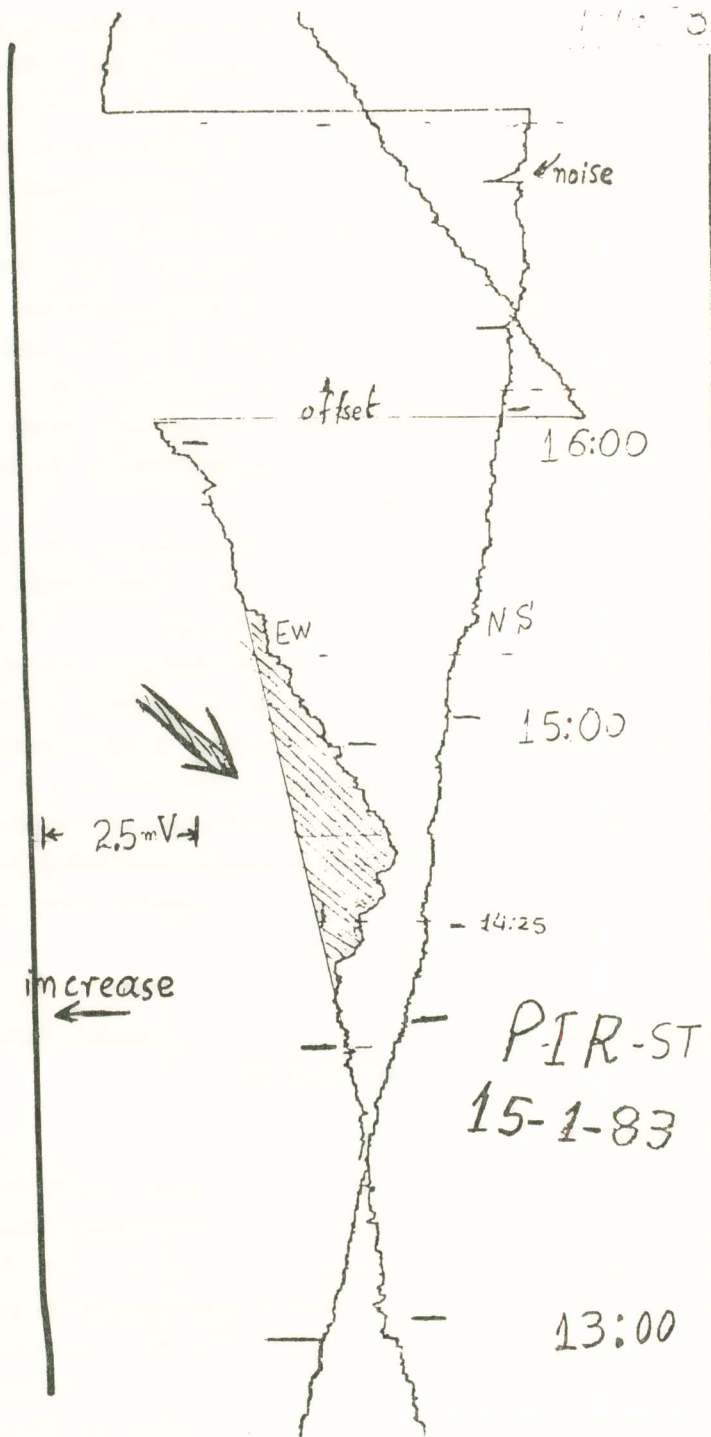 noise
offset
16:00
EW
NS
15:00
2.5mV
14:25
increase
PIR-ST
15-1-83
13:00